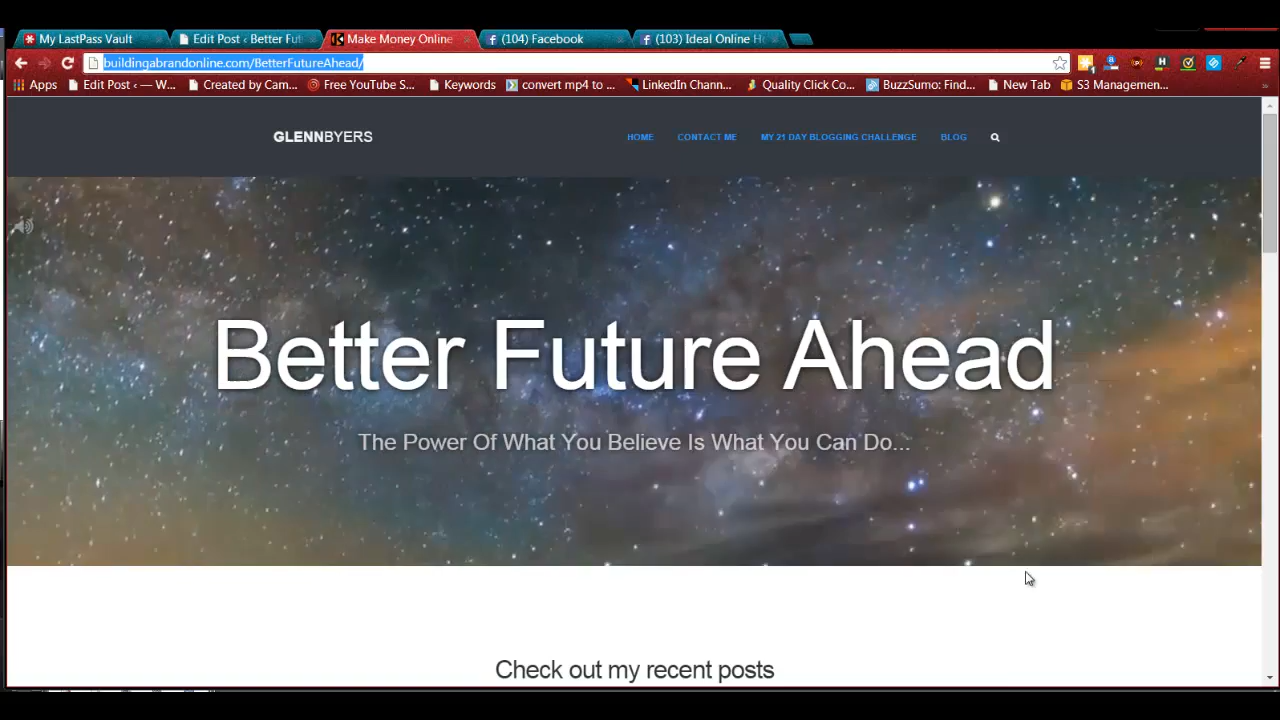 My LastPass Vault
Edit Post ‹ Better Fut
Make Money Online
(104) Facebook
(103) Ideal Online H
buildingabrandonline.com/BetterFutureAhead/
Apps
Edit Post ‹ — W...
Created by Cam...
Free YouTube S...
Keywords
convert mp4 to ...
LinkedIn Chann...
Quality Click Co...
BuzzSumo: Find...
New Tab
S3 Managemen...
GLENNBYERS
HOME
CONTACT ME
MY 21 DAY BLOGGING CHALLENGE
BLOG
Better Future Ahead
The Power Of What You Believe Is What You Can Do...
Check out my recent posts